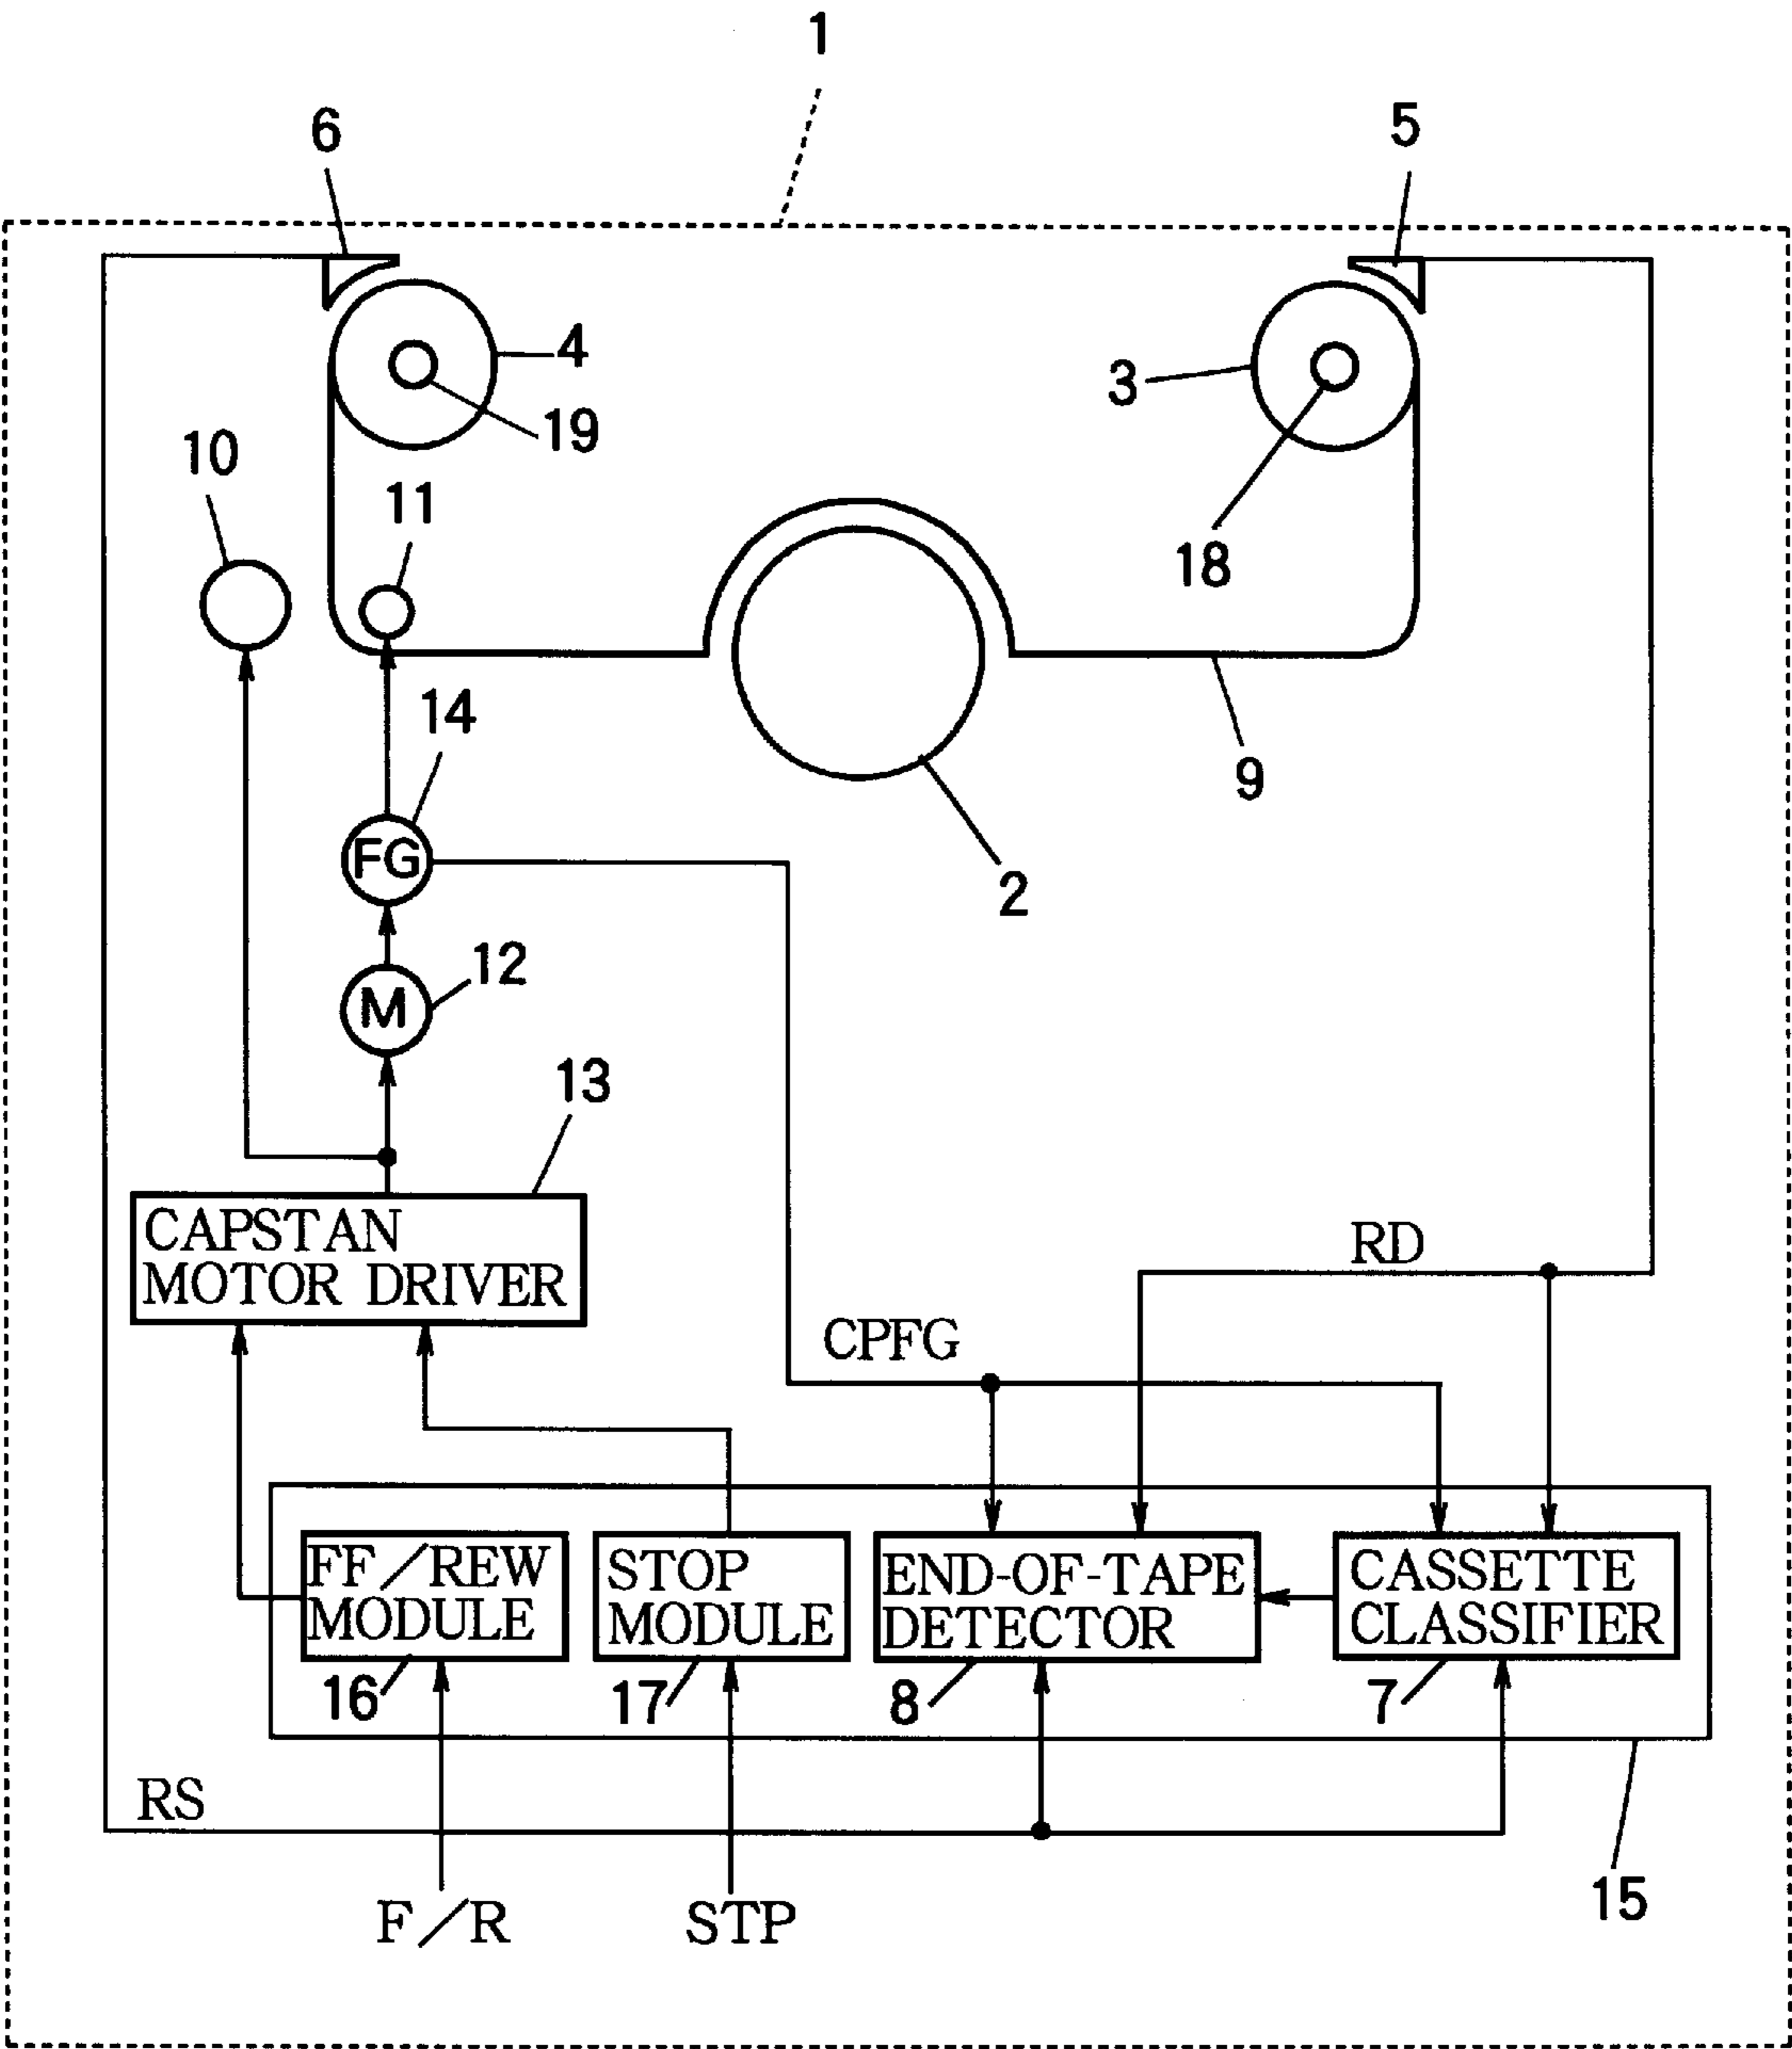 1
6
5
4
3
19
10
11
18
14
9
FG
2
12
M
13
CAPSTAN
MOTOR DRIVER
RD
CPFG
FF/REW
MODULE
STOP
MODULE
END-OF-TAPE
DETECTOR
CASSETTE
CLASSIFIER
16
17
8
7
RS
15
F/R
STP